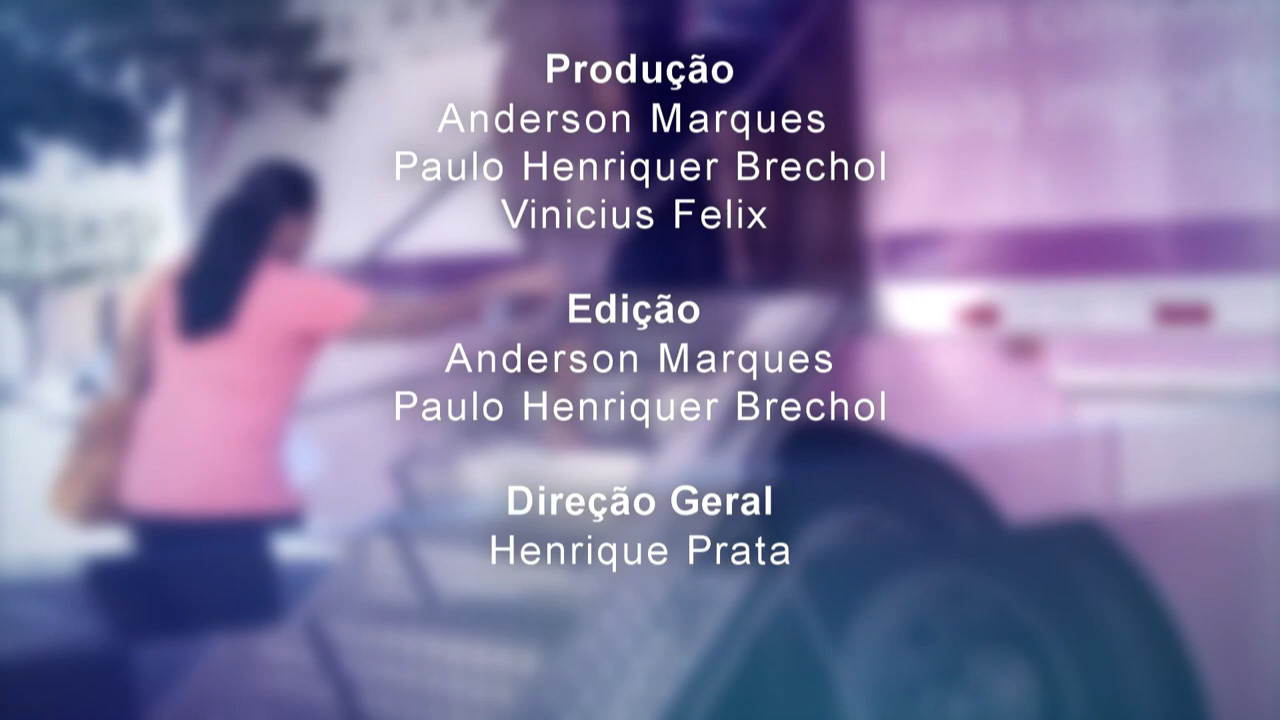 Produção
Anderson Marques
Paulo Henriquer Brechol
Vinicius Felix
Edição
Anderson Marques
Paulo Henriquer Brechol
Direção Geral
Henrique Prata